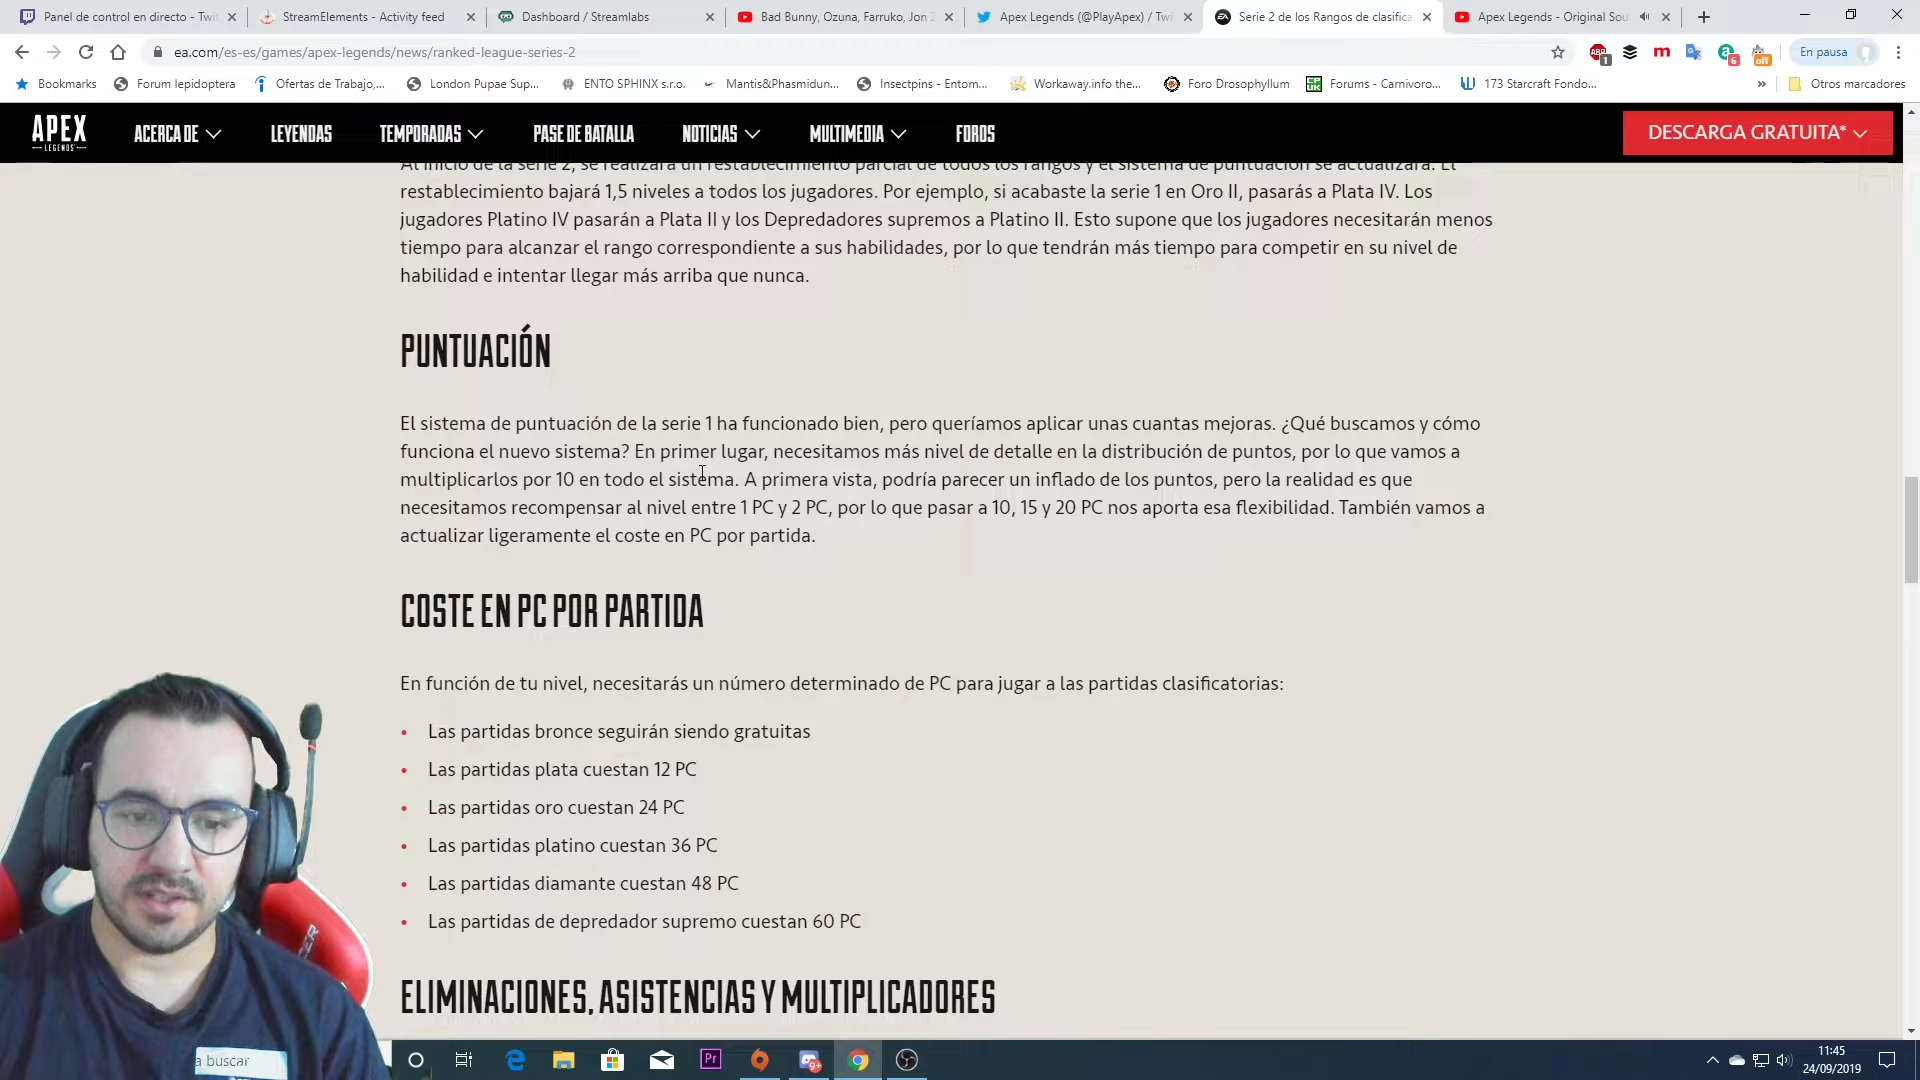 Panel de control en directo - Twi
StreamElements - Activity feed
Dashboard / Streamlabs
Bad Bunny, Ozuna, Farruko, Jon Z
Apex Legends (@PlayApex) / Twi
Serie 2 de los Rangos de clasifica
Apex Legends - Original Sou
ea.com/es-es/games/apex-legends/news/ranked-league-series-2
En pausa
Bookmarks
Forum lepidoptera
Ofertas de Trabajo,...
London Pupae Sup...
ENTO SPHINX s.r.o.
Mantis&Phasmidun...
Insectpins - Entom...
Workaway.info the...
Foro Drosophyllum
Forums - Carnivoro...
173 Starcraft Fondo...
»
Otros marcadores
APEX
LEGENDS
ACERCA DE
LEYENDAS
TEMPORADAS
PASE DE BATALLA
NOTICIAS
MULTIMEDIA
FOROS
DESCARGA GRATUITA*
Al inicio de la serie 2, se realizará un restablecimiento parcial de todos los rangos y el sistema de puntuación se actualizará. El
restablecimiento bajará 1,5 niveles a todos los jugadores. Por ejemplo, si acabaste la serie 1 en Oro II, pasarás a Plata IV. Los
jugadores Platino IV pasarán a Plata II y los Depredadores supremos a Platino II. Esto supone que los jugadores necesitarán menos
tiempo para alcanzar el rango correspondiente a sus habilidades, por lo que tendrán más tiempo para competir en su nivel de
habilidad e intentar llegar más arriba que nunca.
PUNTUACIÓN
El sistema de puntuación de la serie 1 ha funcionado bien, pero queríamos aplicar unas cuantas mejoras. ¿Qué buscamos y cómo
funciona el nuevo sistema? En primer lugar, necesitamos más nivel de detalle en la distribución de puntos, por lo que vamos a
multiplicarlos por 10 en todo el sistema. A primera vista, podría parecer un inflado de los puntos, pero la realidad es que
necesitamos recompensar al nivel entre 1 PC y 2 PC, por lo que pasar a 10, 15 y 20 PC nos aporta esa flexibilidad. También vamos a
actualizar ligeramente el coste en PC por partida.
COSTE EN PC POR PARTIDA
En función de tu nivel, necesitarás un número determinado de PC para jugar a las partidas clasificatorias:
• Las partidas bronce seguirán siendo gratuitas
• Las partidas plata cuestan 12 PC
• Las partidas oro cuestan 24 PC
• Las partidas platino cuestan 36 PC
• Las partidas diamante cuestan 48 PC
• Las partidas de depredador supremo cuestan 60 PC
ELIMINACIONES, ASISTENCIAS Y MULTIPLICADORES
a buscar
11:45
24/09/2019